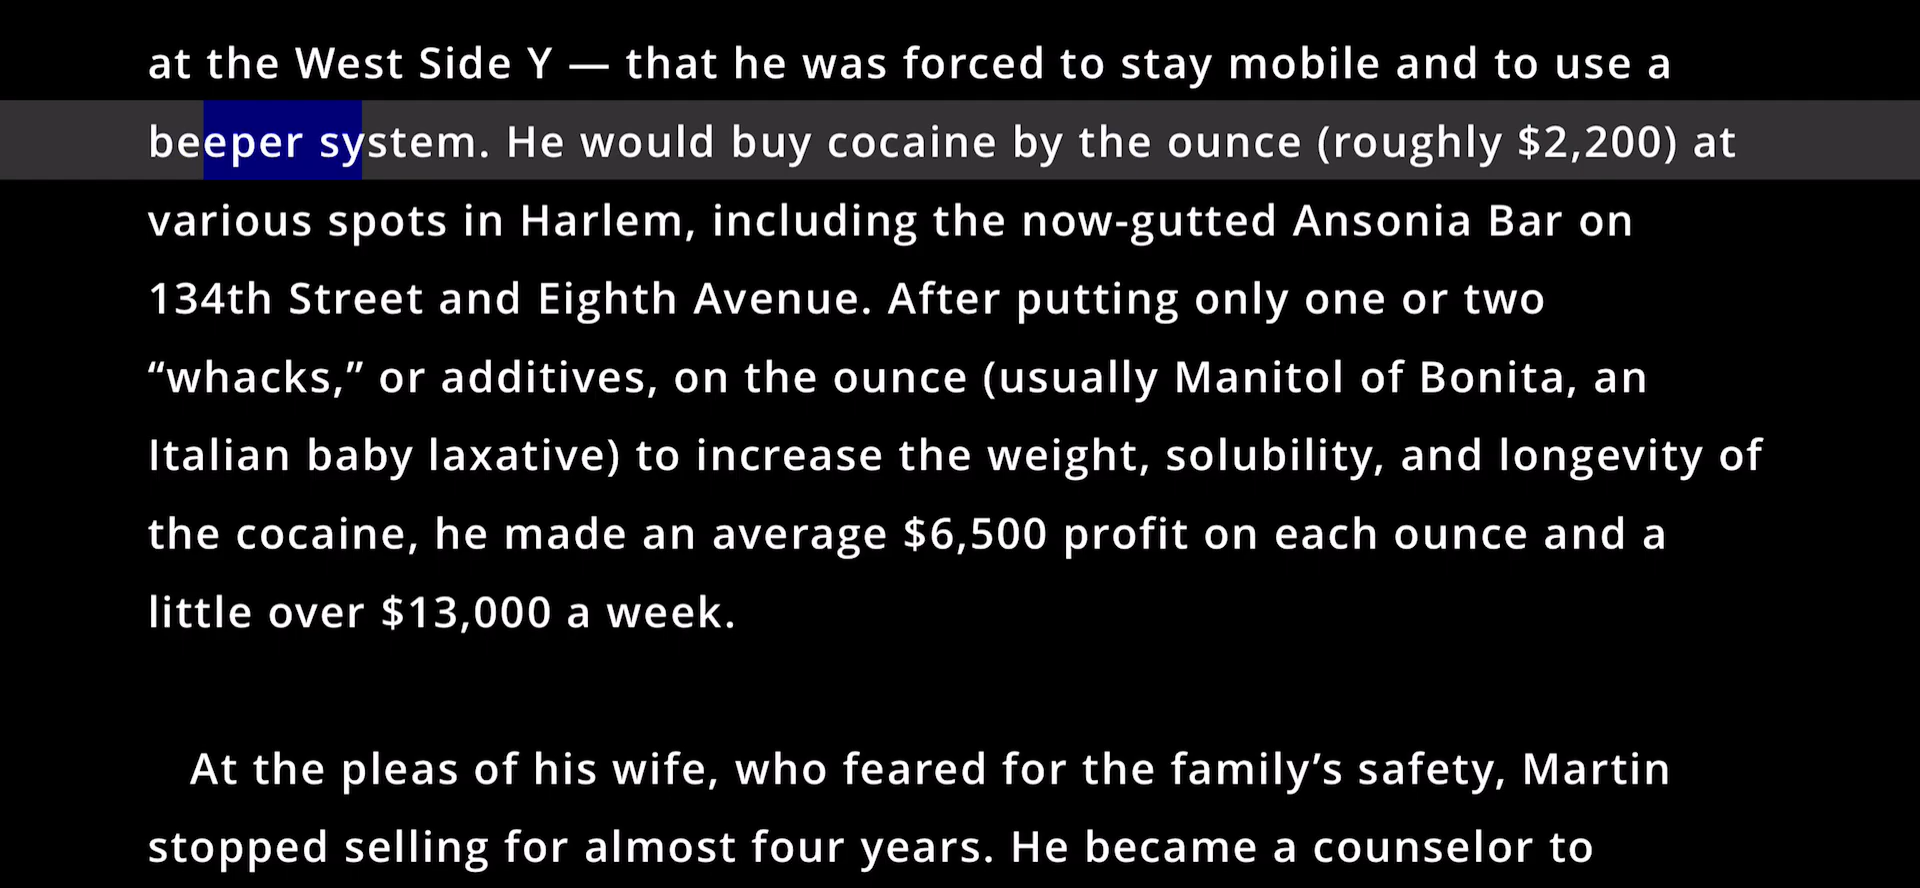 at the West Side Y — that he was forced to stay mobile and to use a
beeper system. He would buy cocaine by the ounce (roughly $2,200) at
various spots in Harlem, including the now-gutted Ansonia Bar on
134th Street and Eighth Avenue. After putting only one or two
“whacks,” or additives, on the ounce (usually Manitol of Bonita, an
Italian baby laxative) to increase the weight, solubility, and longevity of
the cocaine, he made an average $6,500 profit on each ounce and a
little over $13,000 a week.
At the pleas of his wife, who feared for the family’s safety, Martin
stopped selling for almost four years. He became a counselor to